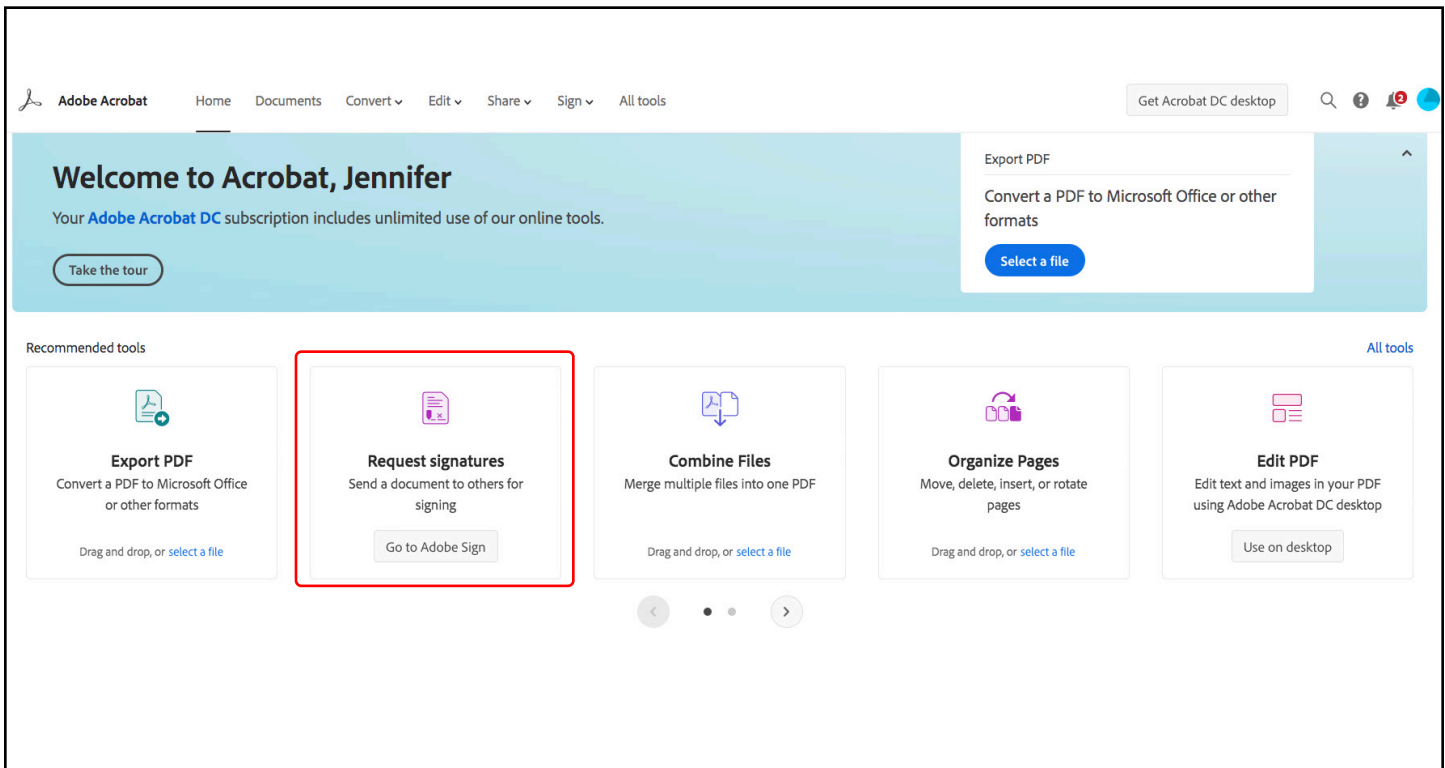 Adobe Acrobat Home Documents Convert Edit Share Sign All tools Get Acrobat DC desktop 2
Welcome to Acrobat, Jennifer
Your Adobe Acrobat DC subscription includes unlimited use of our online tools.
Take the tour
Export PDF
Convert a PDF to Microsoft Office or other
formats
Select a file
Recommended tools
All tools
Export PDF
Convert a PDF to Microsoft Office
or other formats
Drag and drop, or select a file
Request signatures
Send a document to others for
signing
Go to Adobe Sign
Combine Files
Merge multiple files into one PDF
Drag and drop, or select a file
Organize Pages
Move, delete, insert, or rotate
pages
Drag and drop, or select a file
Edit PDF
Edit text and images in your PDF
using Adobe Acrobat DC desktop
Use on desktop